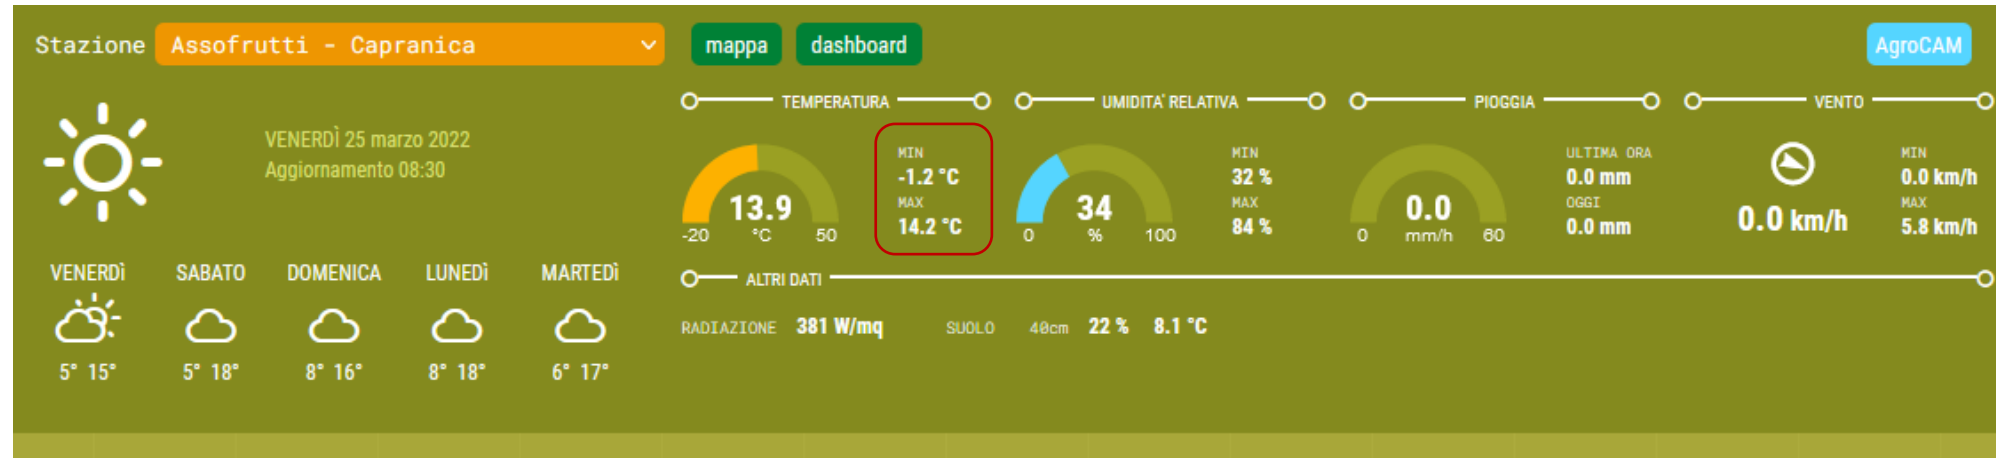 Stazione Assofrutti - Capranica mappa dashboard AgroCAM
VENERDÌ 25 marzo 2022
Aggiornamento 08:30
TEMPERATURA
13.9
-20 °C 50
MIN
-1.2 °C
MAX
14.2 °C
UMIDITA' RELATIVA
34
0 % 100
MIN
32 %
MAX
84 %
PIOGGIA
0.0
0 mm/h 60
ULTIMA ORA
0.0 mm
OGGI
0.0 mm
VENTO
0.0 km/h
MIN
0.0 km/h
MAX
5.8 km/h
VENERDÌ SABATO DOMENICA LUNEDÌ MARTEDÌ
5° 15° 5° 18° 8° 16° 8° 18° 6° 17°
ALTRI DATI
RADIAZIONE 381 W/mq SUOLO 40cm 22 % 8.1 °C